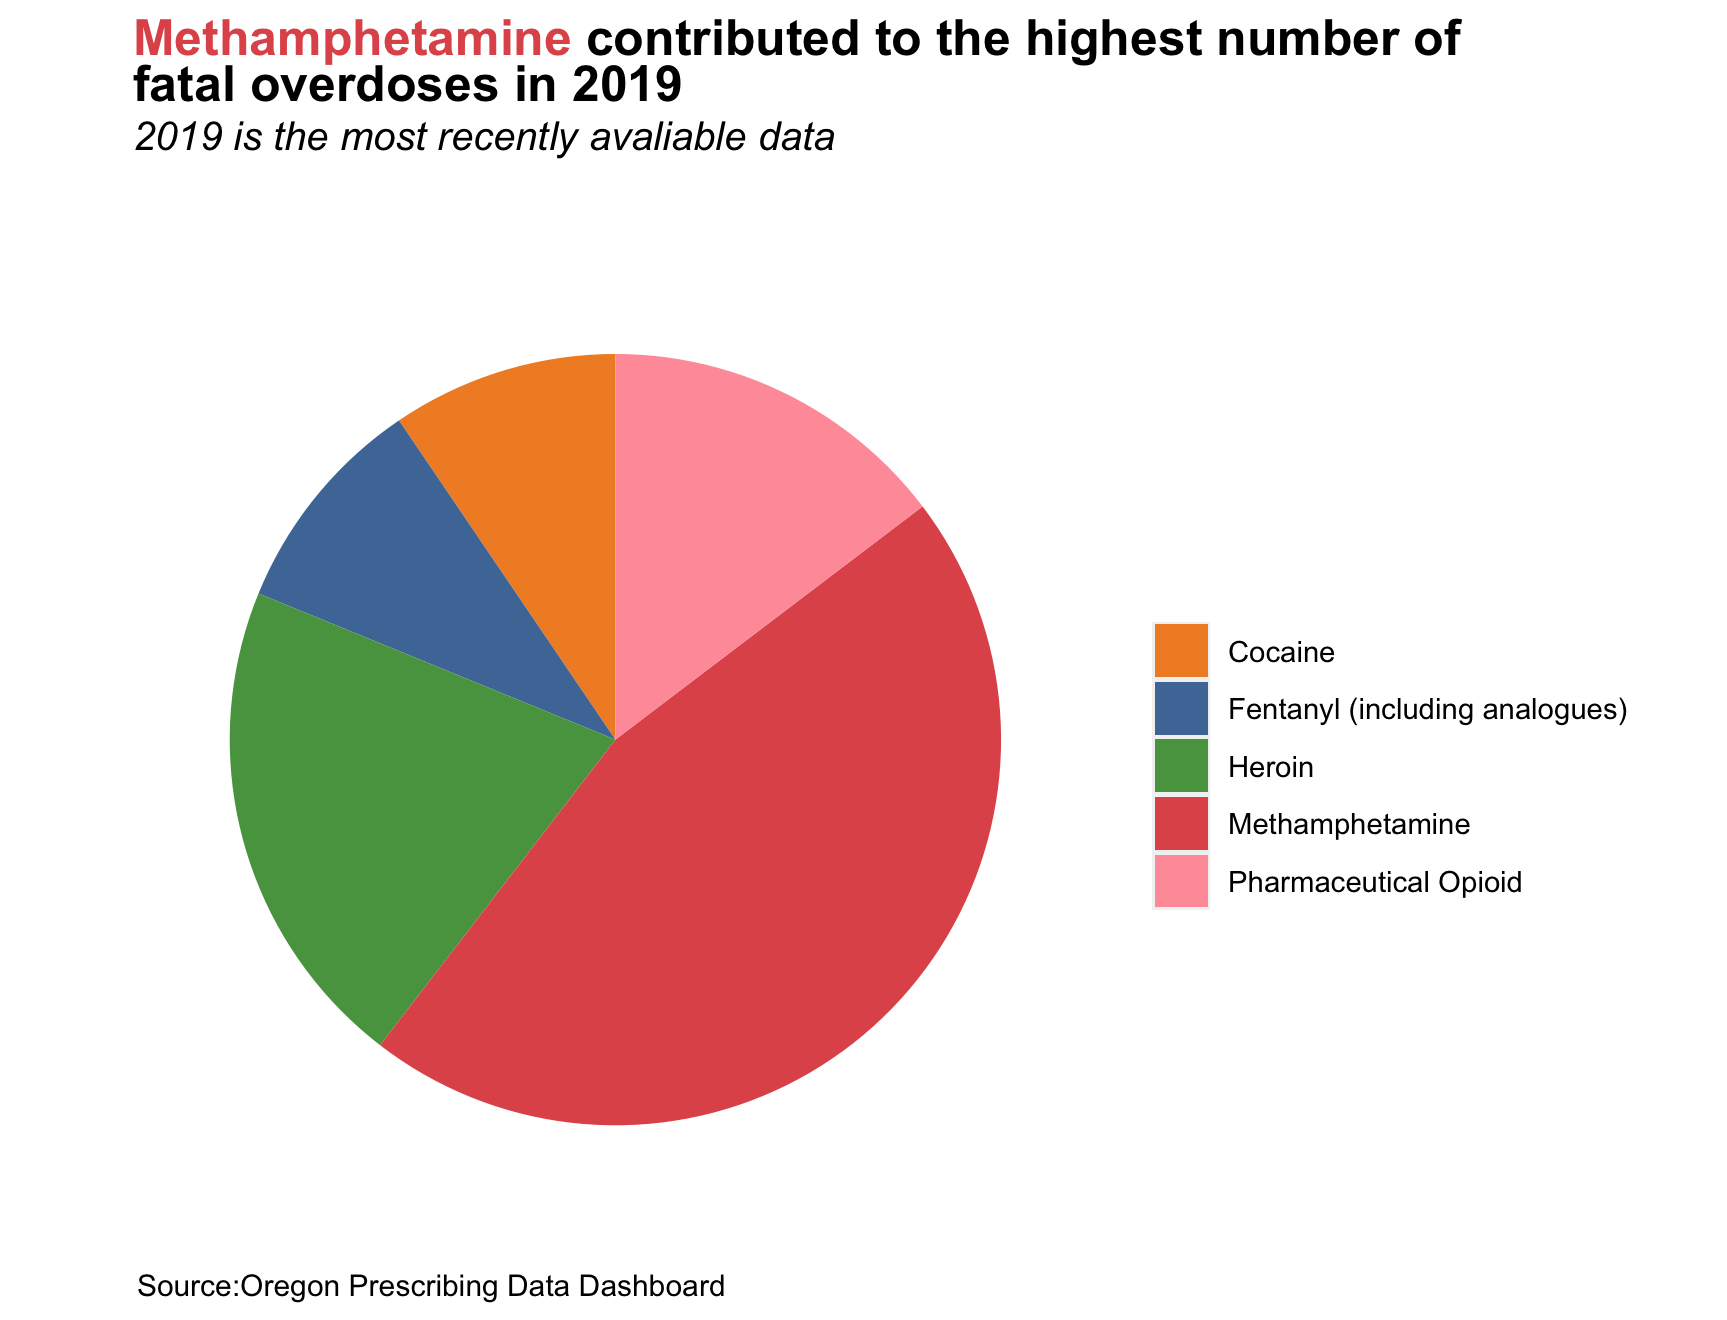 Methamphetamine contributed to the highest number of
fatal overdoses in 2019
2019 is the most recently avaliable data
Cocaine
Fentanyl (including analogues)
Heroin
Methamphetamine
Pharmaceutical Opioid
Source:Oregon Prescribing Data Dashboard